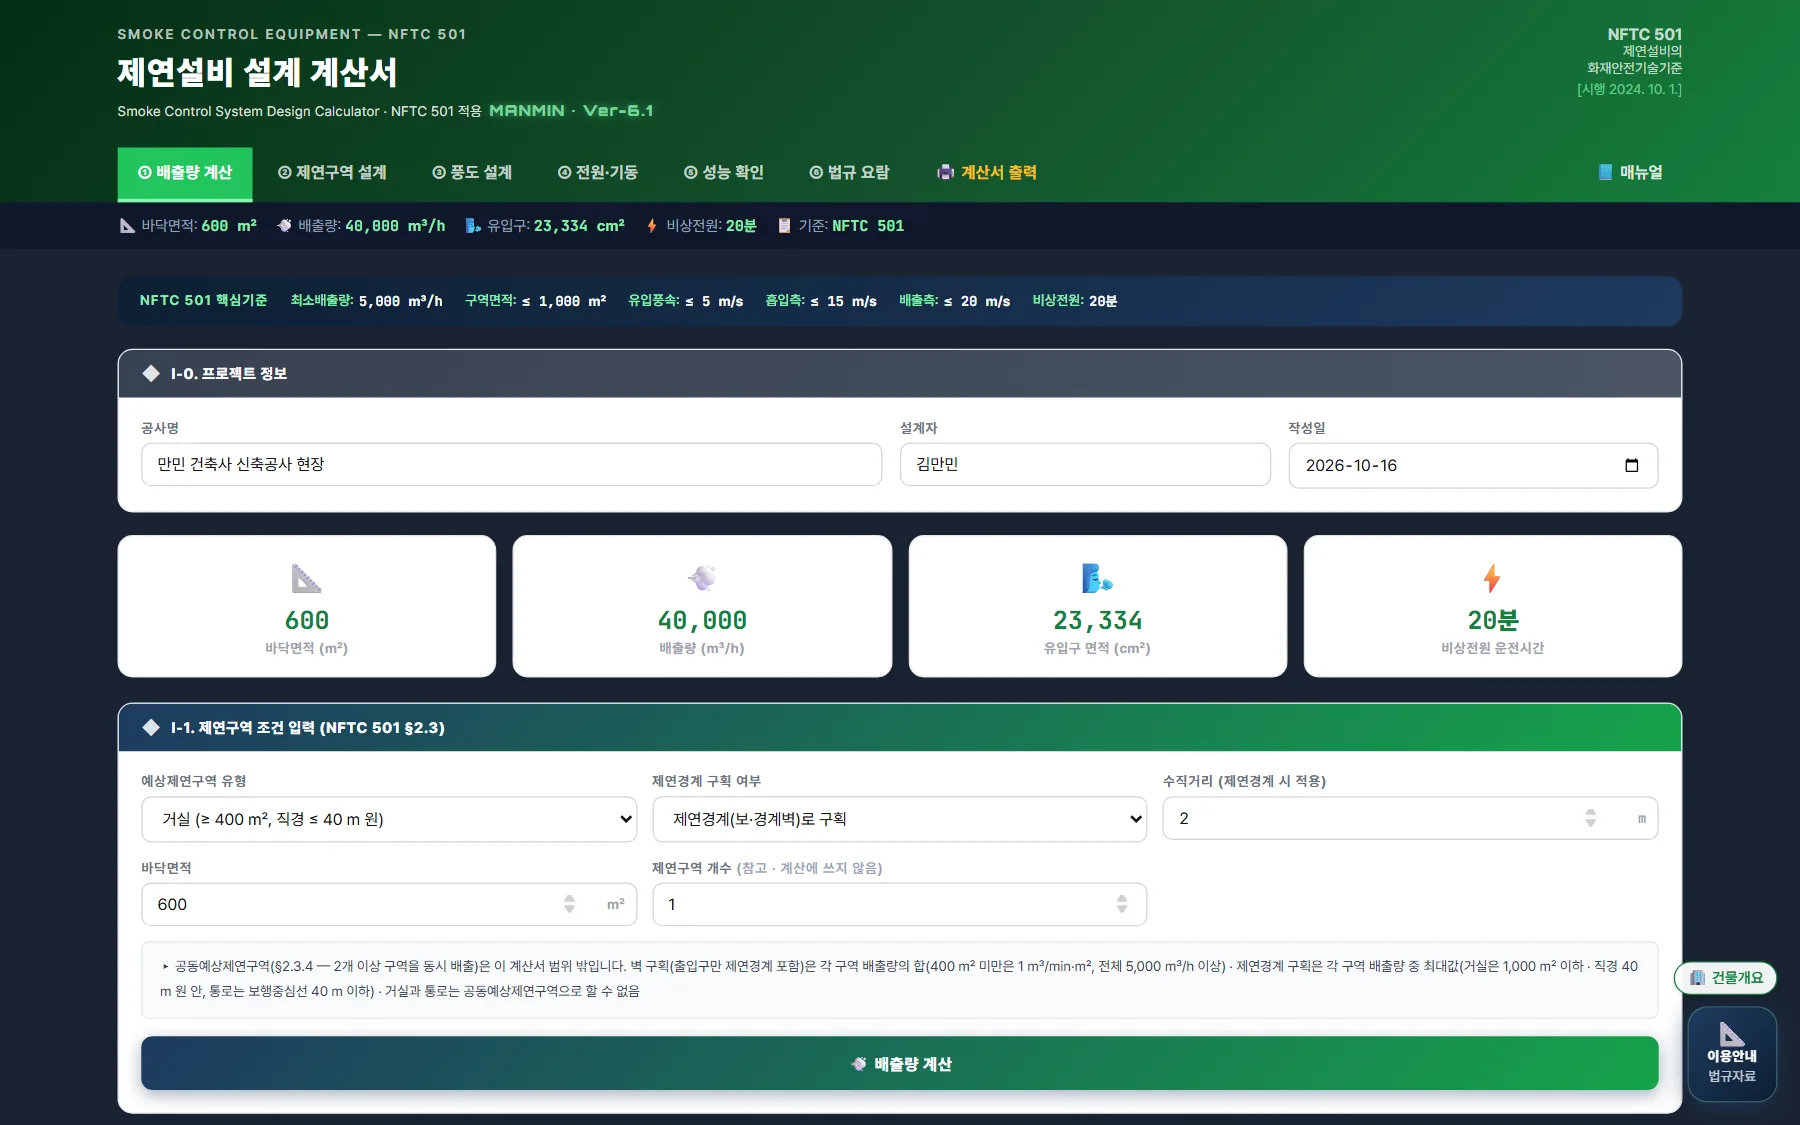 SMOKE CONTROL EQUIPMENT — NFTC 501
제연설비 설계 계산서
Smoke Control System Design Calculator · NFTC 501 적용 MANMIN · Ver-6.1
NFTC 501
제연설비의
화재안전기술기준
[시행 2024. 10. 1.]
① 배출량 계산 ② 제연구역 설계 ③ 풍도 설계 ④ 전원·기동 ⑤ 성능 확인 ⑥ 법규 요람 계산서 출력 매뉴얼
바닥면적: 600 m² 배출량: 40,000 m³/h 유입구: 23,334 cm² 비상전원: 20분 기준: NFTC 501
NFTC 501 핵심기준 최소배출량: 5,000 m³/h 구역면적: ≤ 1,000 m² 유입풍속: ≤ 5 m/s 흡입측: ≤ 15 m/s 배출측: ≤ 20 m/s 비상전원: 20분
I-0. 프로젝트 정보
공사명 설계자 작성일
만민 건축사 신축공사 현장 김만민 2026-10-16
600 40,000 23,334 20분
바닥면적 (m²) 배출량 (m³/h) 유입구 면적 (cm²) 비상전원 운전시간
I-1. 제연구역 조건 입력 (NFTC 501 §2.3)
예상제연구역 유형 제연경계 구획 여부 수직거리 (제연경계 시 적용)
거실 (≥ 400 m², 직경 ≤ 40 m 원) 제연경계(보·경계벽)로 구획 2 m
바닥면적 제연구역 개수 (참고 · 계산에 쓰지 않음)
600 m² 1
▸ 공동예상제연구역(§2.3.4 — 2개 이상 구역을 동시 배출)은 이 계산서 범위 밖입니다. 벽 구획(출입구만 제연경계 포함)은 각 구역 배출량의 합(400 m² 미만은 1 m³/min·m², 전체 5,000 m³/h 이상) · 제연경계 구획은 각 구역 배출량 중 최대값(거실은 1,000 m² 이하 · 직경 40
m 원 안, 통로는 보행중심선 40 m 이하) · 거실과 통로는 공동예상제연구역으로 할 수 없음
건물개요
배출량 계산
이용안내
법규자료